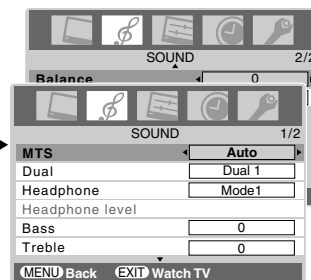 SOUND
2/2
Balance 0
SOUND 1/2
MTS Auto
Dual Dual 1
Headphone Mode1
Headphone level
Bass 0
Treble 0
MENU Back EXIT Watch TV